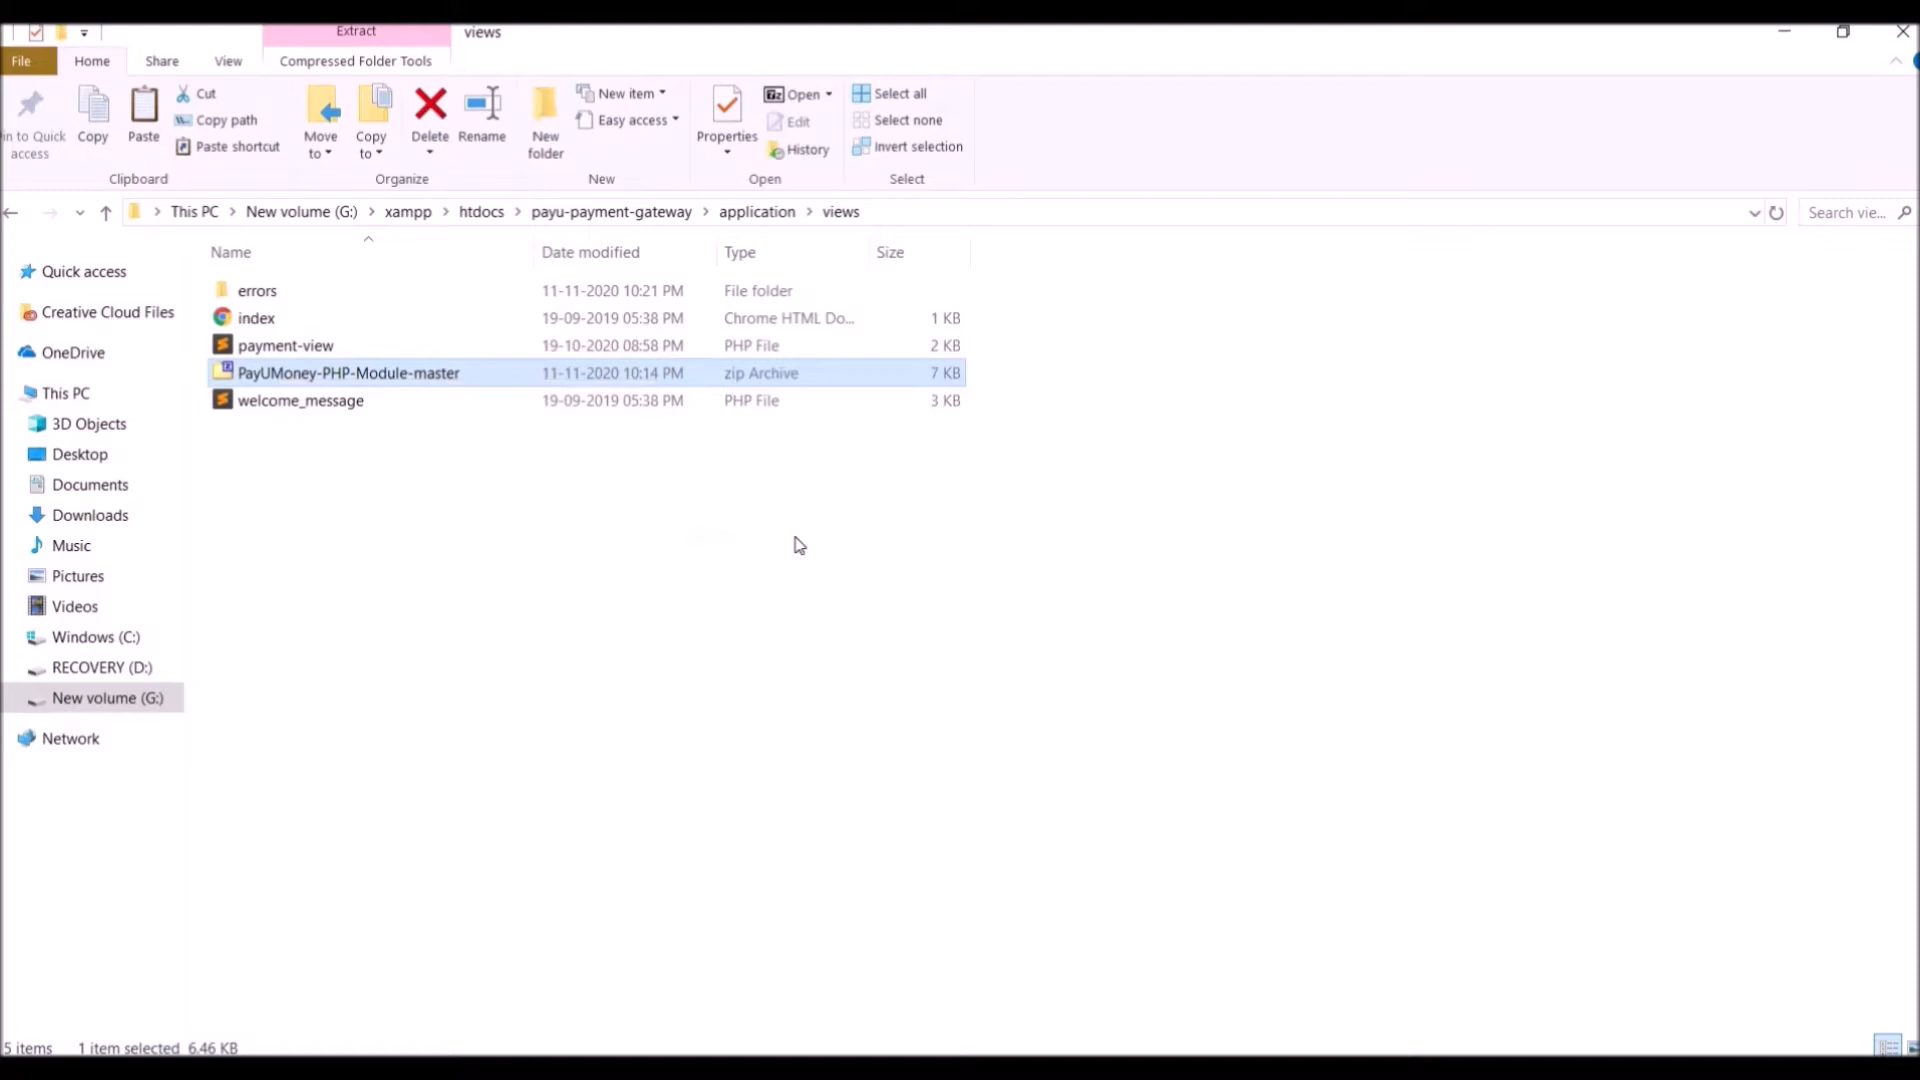 Extract
views
File
Home
Share
View
Compressed Folder Tools
in to Quick access
Copy
Paste
Cut
Copy path
Paste shortcut
Clipboard
Move to
Copy to
Delete
Rename
Organize
New folder
New item
Easy access
New
Properties
Open
Edit
History
Open
Select all
Select none
Invert selection
Select
This PC > New volume (G:) > xampp > htdocs > payu-payment-gateway > application > views
Search vie...
Name Date modified Type Size
errors 11-11-2020 10:21 PM File folder
index 19-09-2019 05:38 PM Chrome HTML Do... 1 KB
payment-view 19-10-2020 08:58 PM PHP File 2 KB
PayUMoney-PHP-Module-master 11-11-2020 10:14 PM zip Archive 7 KB
welcome_message 19-09-2019 05:38 PM PHP File 3 KB
Quick access
Creative Cloud Files
OneDrive
This PC
3D Objects
Desktop
Documents
Downloads
Music
Pictures
Videos
Windows (C:)
RECOVERY (D:)
New volume (G:)
Network
5 items 1 item selected 6.46 KB